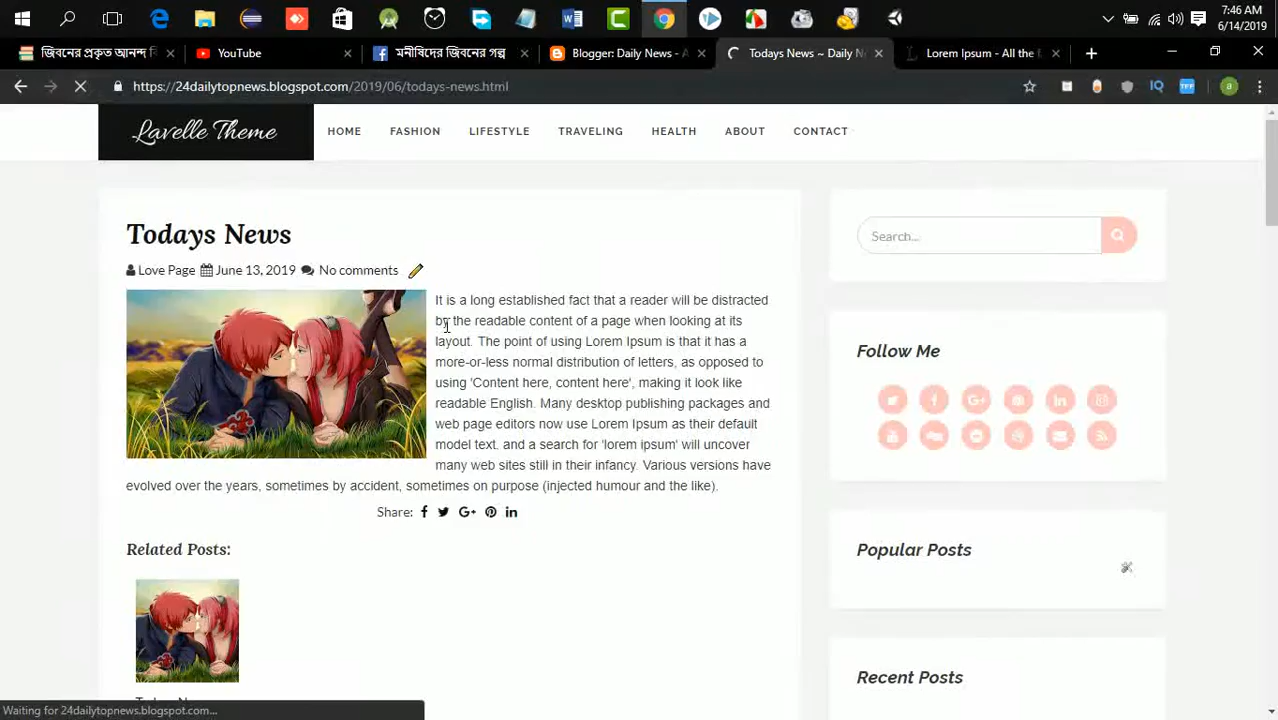 7:46 AM
6/14/2019
জিবনের প্রকৃত আনন্দ
YouTube
মনীষিদের জিবনের গল্প
Blogger: Daily News - A
Todays News ~ Daily N
Lorem Ipsum - All the
https://24dailytopnews.blogspot.com/2019/06/todays-news.html
IQ
a
Lavelle Theme
HOME
FASHION
LIFESTYLE
TRAVELING
HEALTH
ABOUT
CONTACT
Todays News
Love Page June 13, 2019 No comments
It is a long established fact that a reader will be distracted
by the readable content of a page when looking at its
layout. The point of using Lorem Ipsum is that it has a
more-or-less normal distribution of letters, as opposed to
using 'Content here, content here', making it look like
readable English. Many desktop publishing packages and
web page editors now use Lorem Ipsum as their default
model text, and a search for 'lorem ipsum' will uncover
many web sites still in their infancy. Various versions have
evolved over the years, sometimes by accident, sometimes on purpose (injected humour and the like).
Share:
Related Posts:
Search...
Follow Me
Popular Posts
Recent Posts
Waiting for 24dailytopnews.blogspot.com...